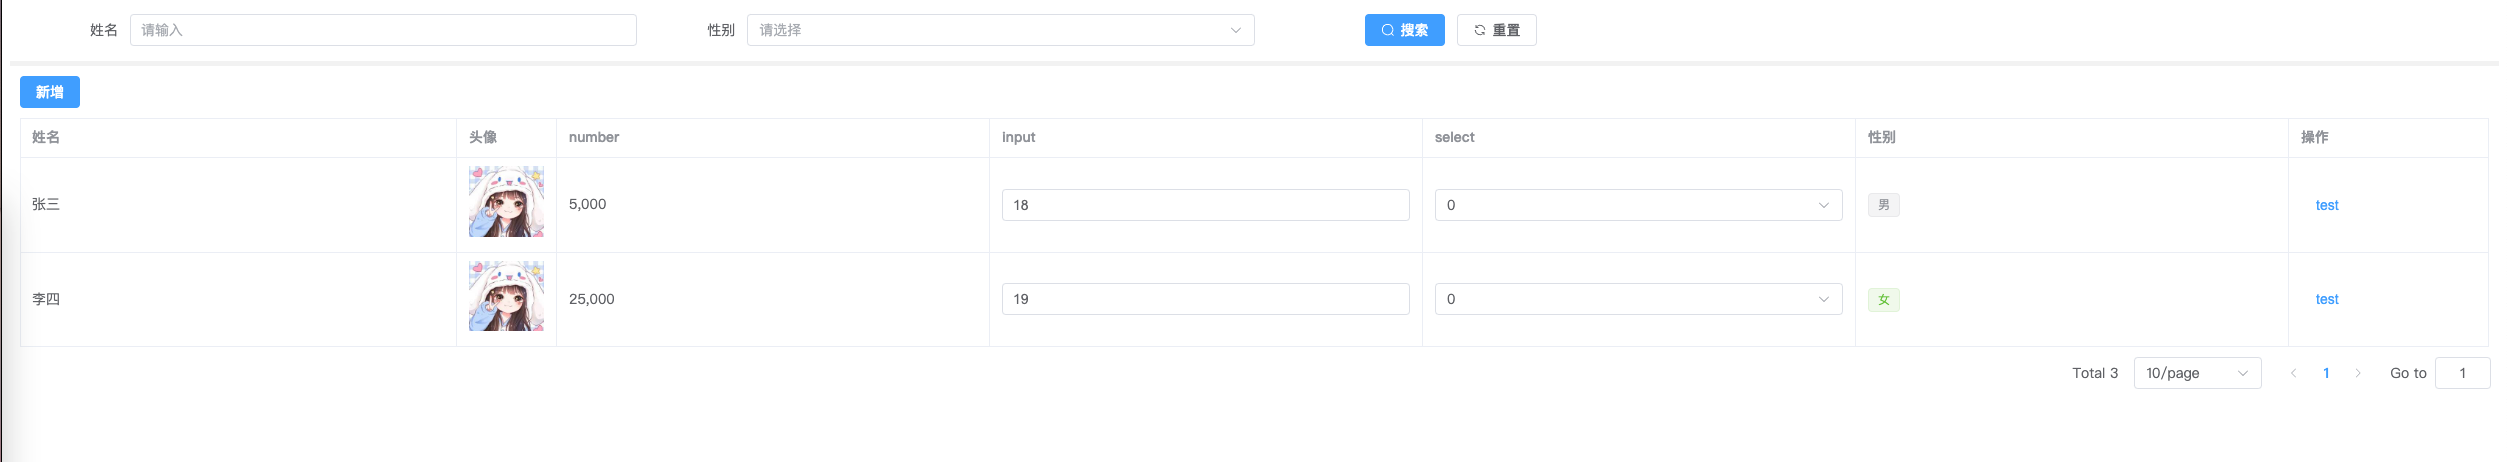 姓名 请输入 性别 请选择 搜索 重置
新增
姓名 头像 number input select 性别 操作
张三 5,000 18 0 男 test
李四 25,000 19 0 女 test
Total 3 10/page 1 Go to 1